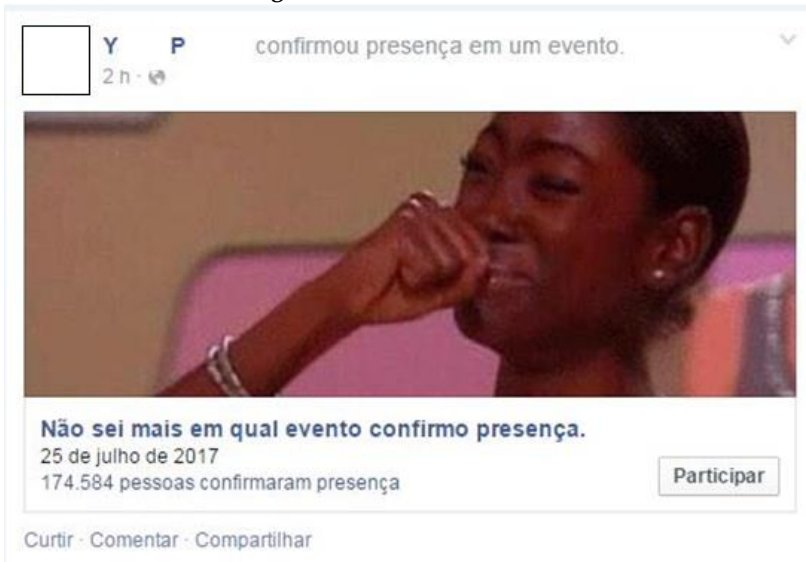 Y P confirmou presença em um evento.
2 h ·
Não sei mais em qual evento confirmo presença.
25 de julho de 2017
174.584 pessoas confirmaram presença
Participar
Curtir · Comentar · Compartilhar